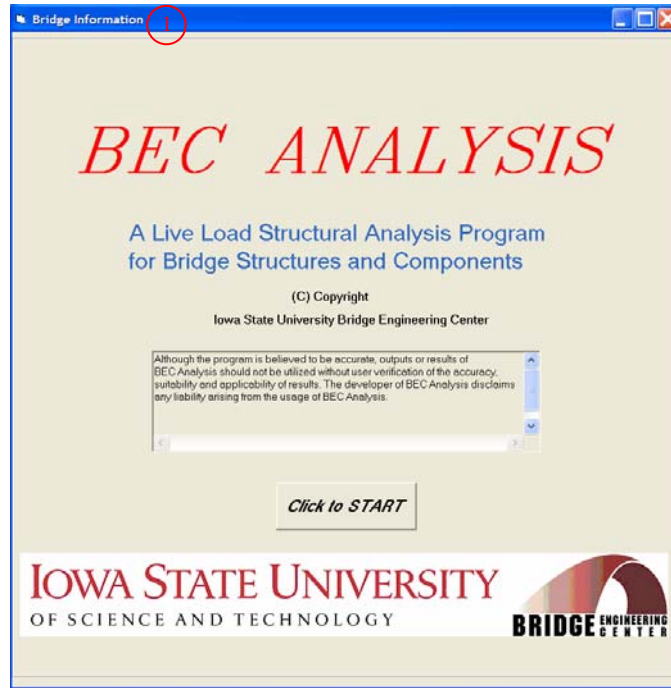 Bridge Information
1
BEC ANALYSIS
A Live Load Structural Analysis Program
for Bridge Structures and Components
(C) Copyright
Iowa State University Bridge Engineering Center
Although the program is believed to be accurate, outputs or results of
BEC Analysis should not be utilized without user verification of the accuracy,
suitability and applicability of results. The developer of BEC Analysis disclaims
any liability arising from the usage of BEC Analysis.
Click to START
IOWA STATE UNIVERSITY
OF SCIENCE AND TECHNOLOGY
BRIDGE ENGINEERING
CENTER